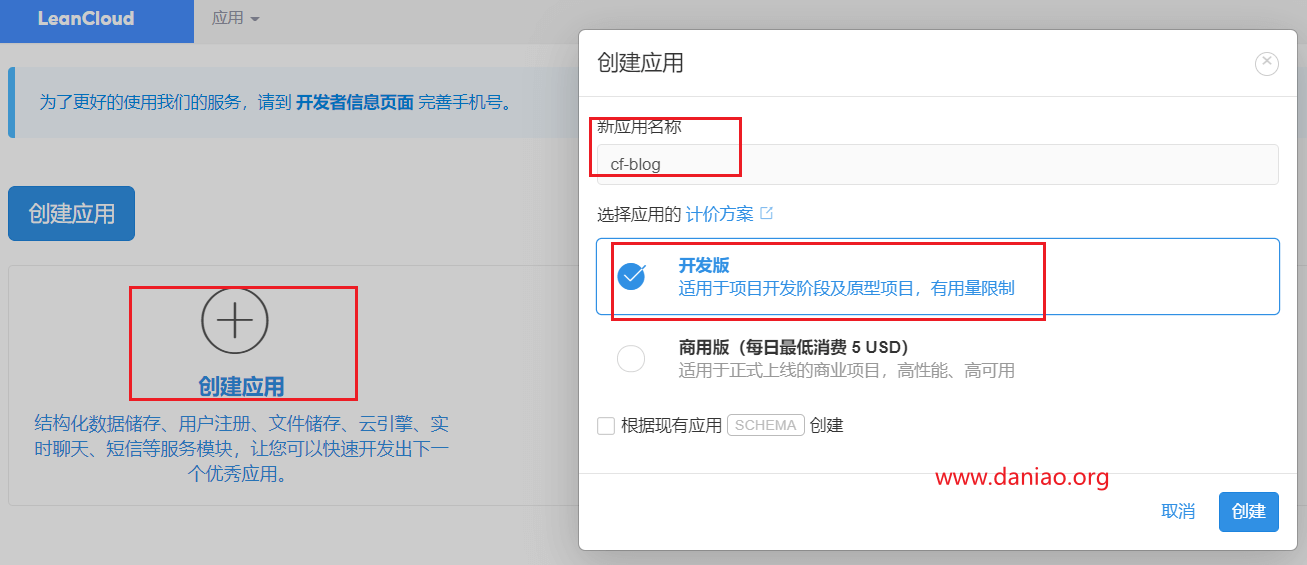 LeanCloud
应用
为了更好的使用我们的服务，请到 开发者信息页面 完善手机号。
创建应用
创建应用
结构化数据储存、用户注册、文件储存、云引擎、实
时聊天、短信等服务模块，让您可以快速开发出下一
个优秀应用。
创建应用
新应用名称
cf-blog
选择应用的 计价方案
开发版
适用于项目开发阶段及原型项目，有用量限制
商用版（每日最低消费 5 USD）
适用于正式上线的商业项目，高性能、高可用
根据现有应用 SCHEMA 创建
www.daniao.org
取消 创建